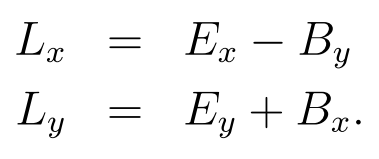 L_x = E_x − B_y
L_y = E_y + B_x.